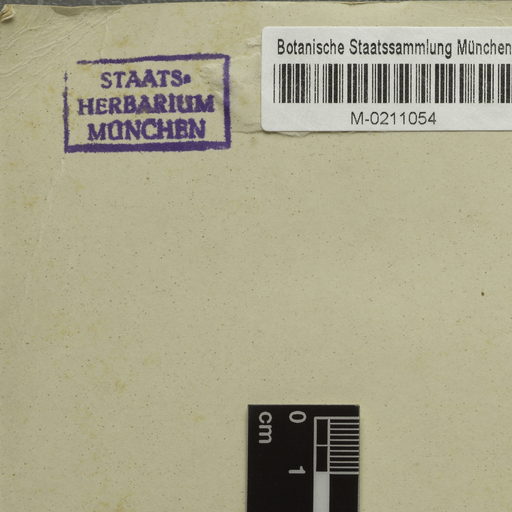 STAATS-
HERBARIUM
MÜNCHEN
Botanische Staatssammlung München
M-0211054
cm
0
1